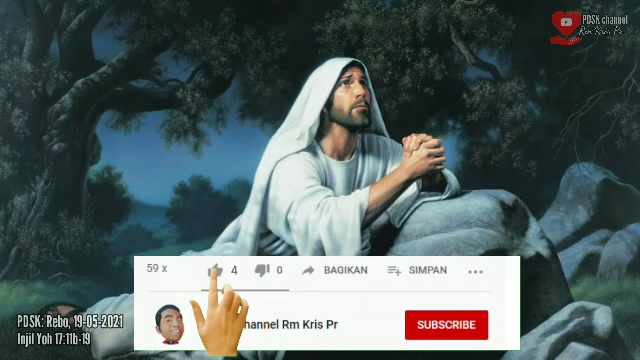 PDSK channel
Rm Kris Pr
59 x
4
0
BAGIKAN
SIMPAN
hannel Rm Kris Pr
SUBSCRIBE
PDSK: Rebo, 19-05-2021
Injil Yoh 17:11b-19